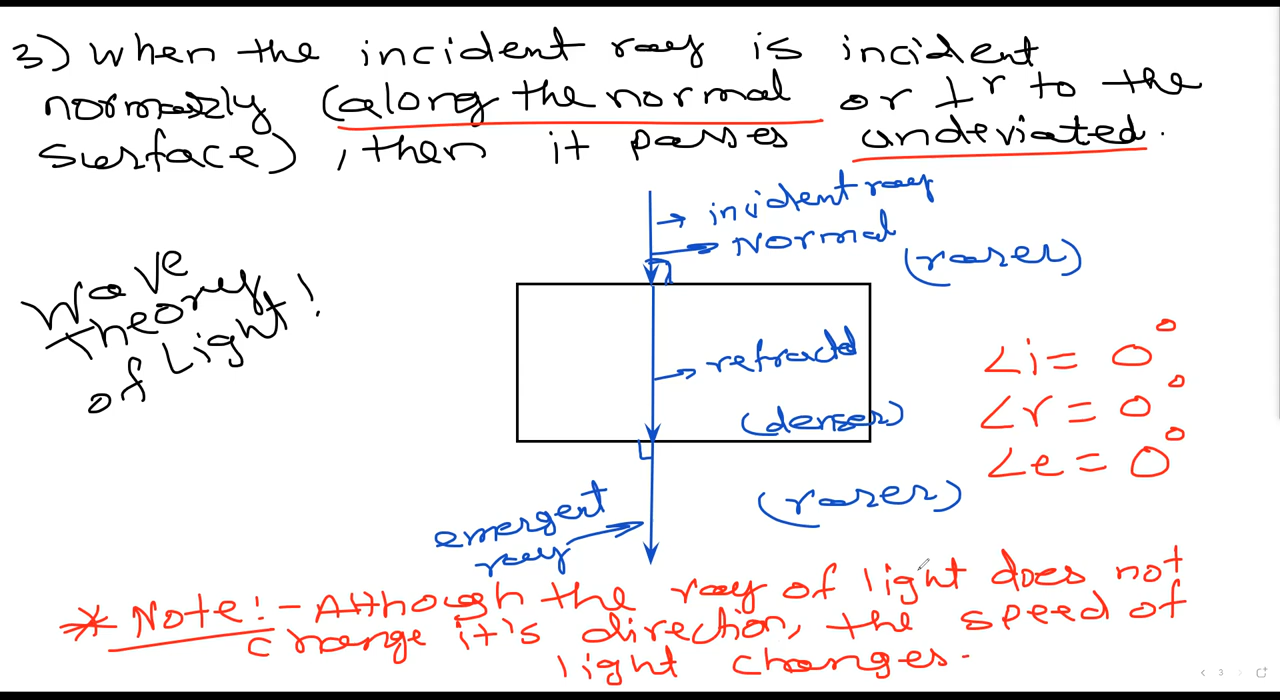 3) when the incident ray is incident
normally (along the normal or ⊥r to the
surface), then it passes undeviated.
→ incident ray
→ Normal
(rarer)
Wave
Theory
of Light!
→ refracted
(denser)
∠i = 0°
∠r = 0°
∠e = 0°
(rarer)
emergent
ray
* Note:- Although the ray of light does not
change it's direction, the speed of
light changes.
3